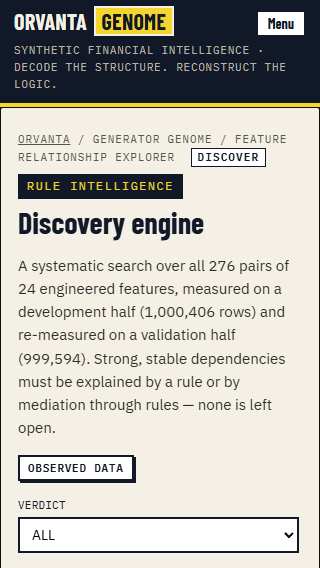 ORVANTA GENOME
Menu
SYNTHETIC FINANCIAL INTELLIGENCE ·
DECODE THE STRUCTURE. RECONSTRUCT THE
LOGIC.
ORVANTA / GENERATOR GENOME / FEATURE
RELATIONSHIP EXPLORER DISCOVER
RULE INTELLIGENCE
Discovery engine
A systematic search over all 276 pairs of
24 engineered features, measured on a
development half (1,000,406 rows) and
re-measured on a validation half
(999,594). Strong, stable dependencies
must be explained by a rule or by
mediation through rules — none is left
open.
OBSERVED DATA
VERDICT
ALL